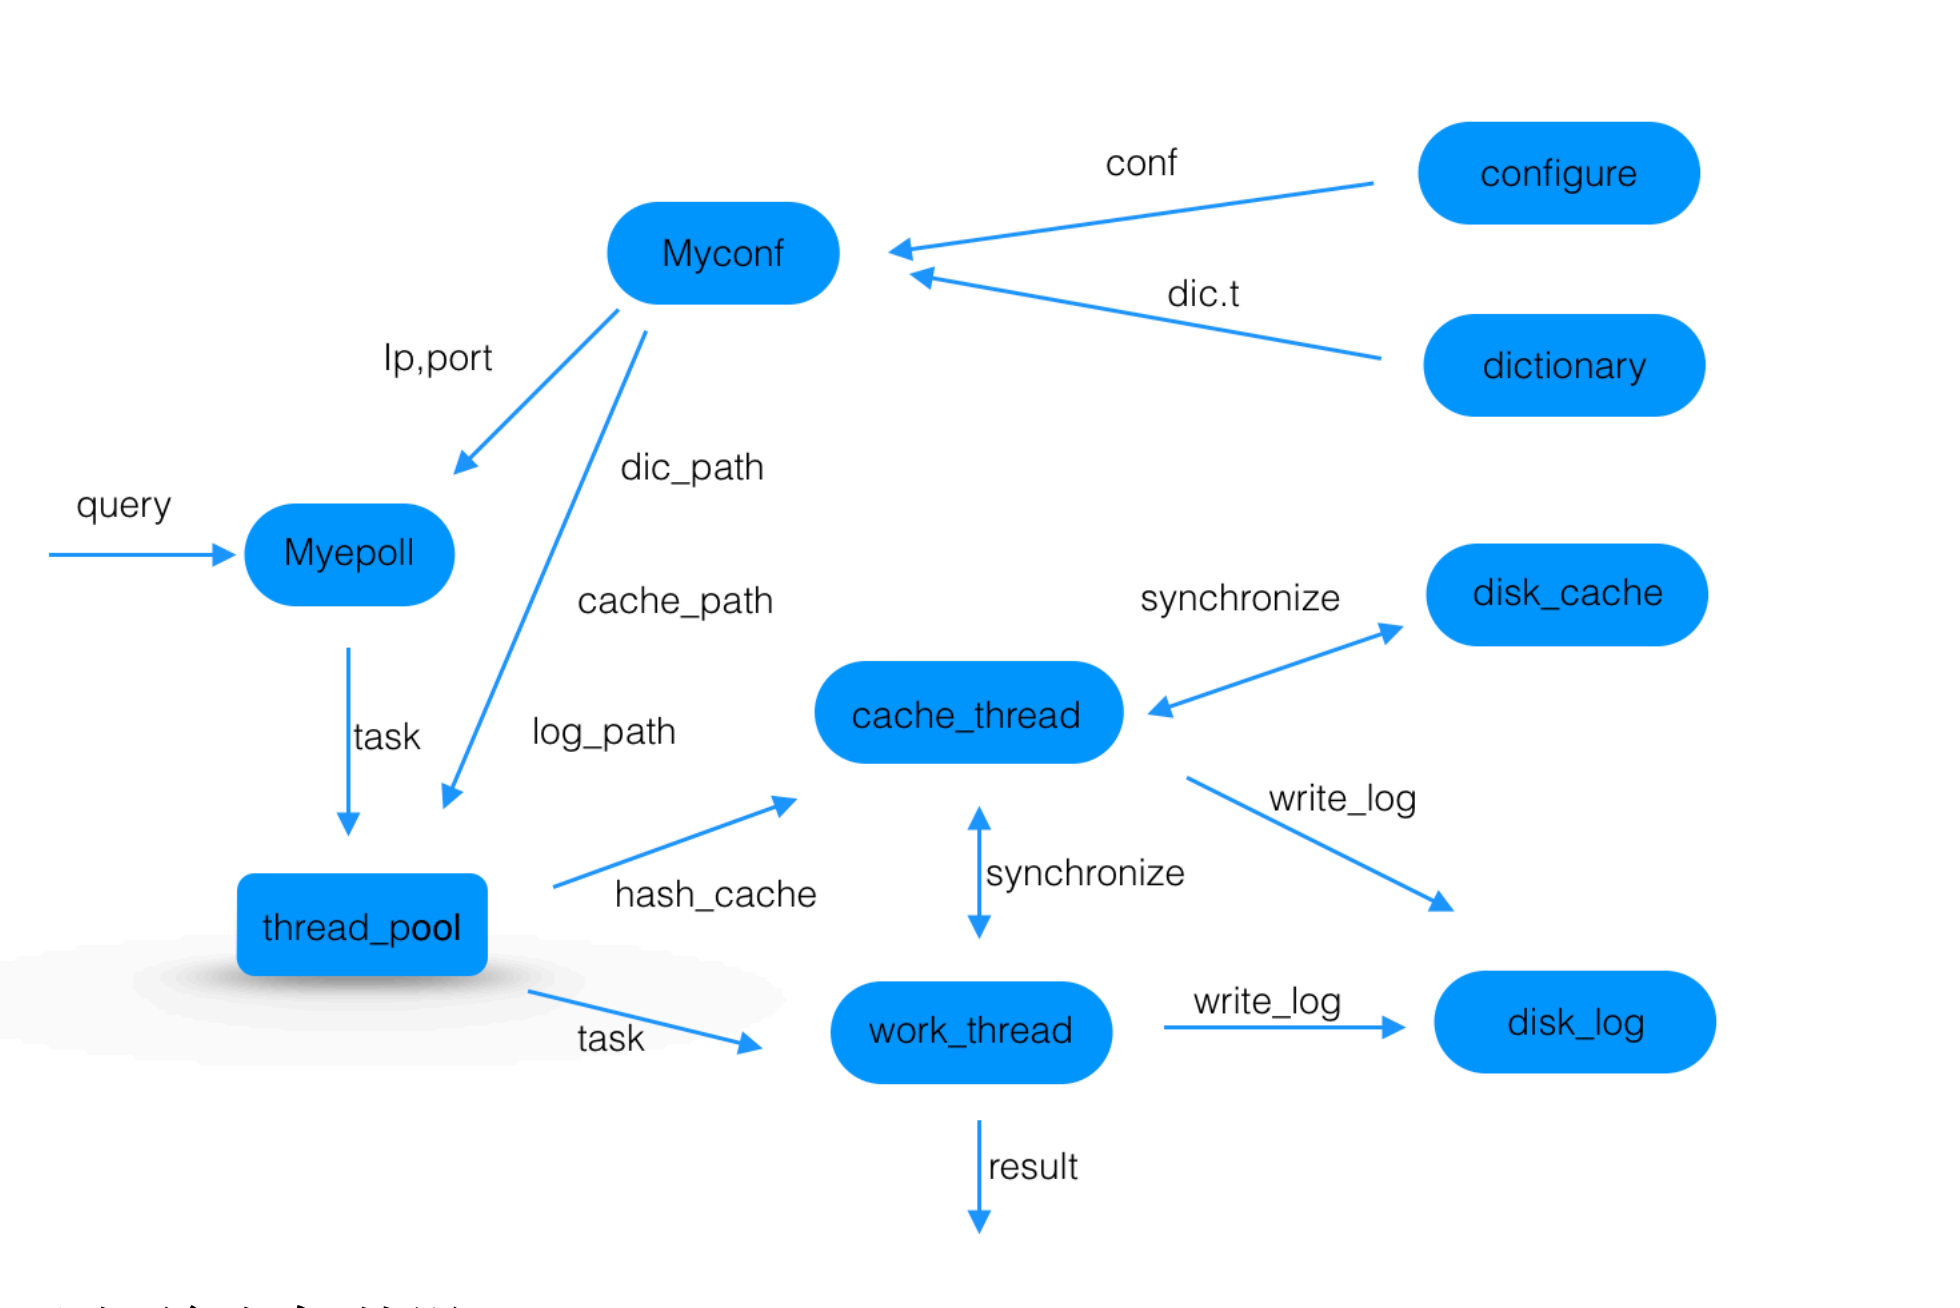 conf
configure
Myconf
dic.t
Ip,port
dictionary
dic_path
query
Myepoll
cache_path
synchronize
disk_cache
cache_thread
task
log_path
write_log
hash_cache
synchronize
thread_pool
write_log
task
work_thread
disk_log
result